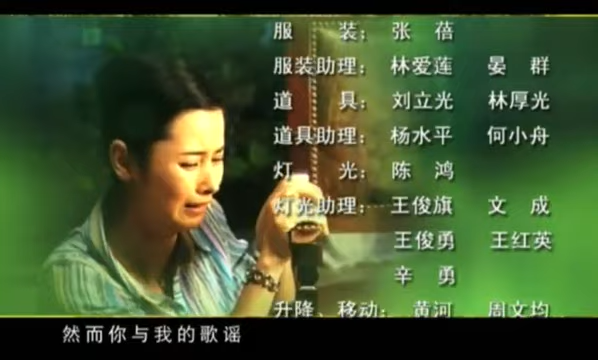 服 装： 张 蓓
服装助理： 林爱莲 晏 群
道 具： 刘立光 林厚光
道具助理： 杨水平 何小舟
灯 光： 陈 鸿
灯光助理： 王俊旗 文 成
王俊勇 王红英
辛 勇
升降、移动： 黄河 周文均
然而你与我的歌谣